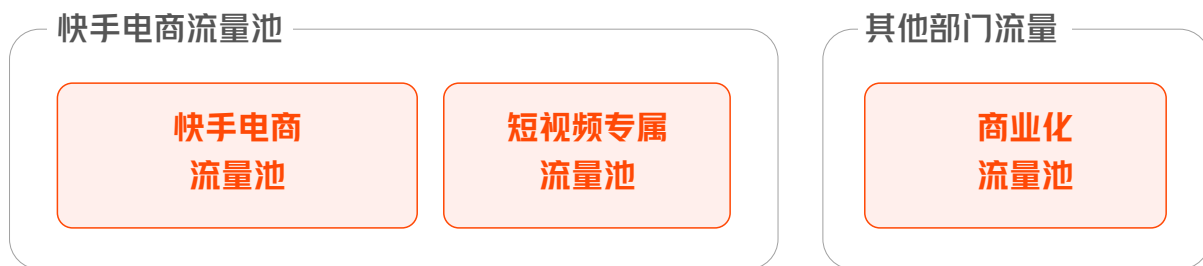 快手电商流量池
其他部门流量
快手电商
流量池
短视频专属
流量池
商业化
流量池